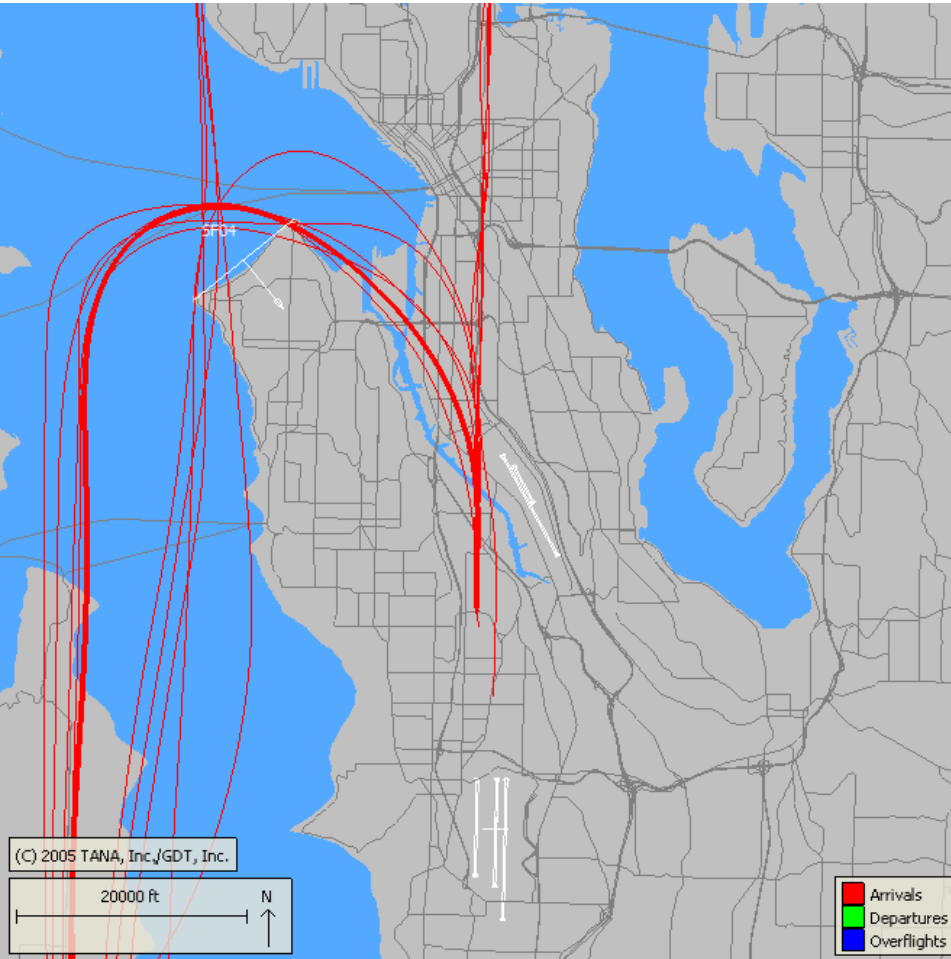 SF04
(C) 2005 TANA, Inc./GDT, Inc.
20000 ft
N
Arrivals
Departures
Overflights